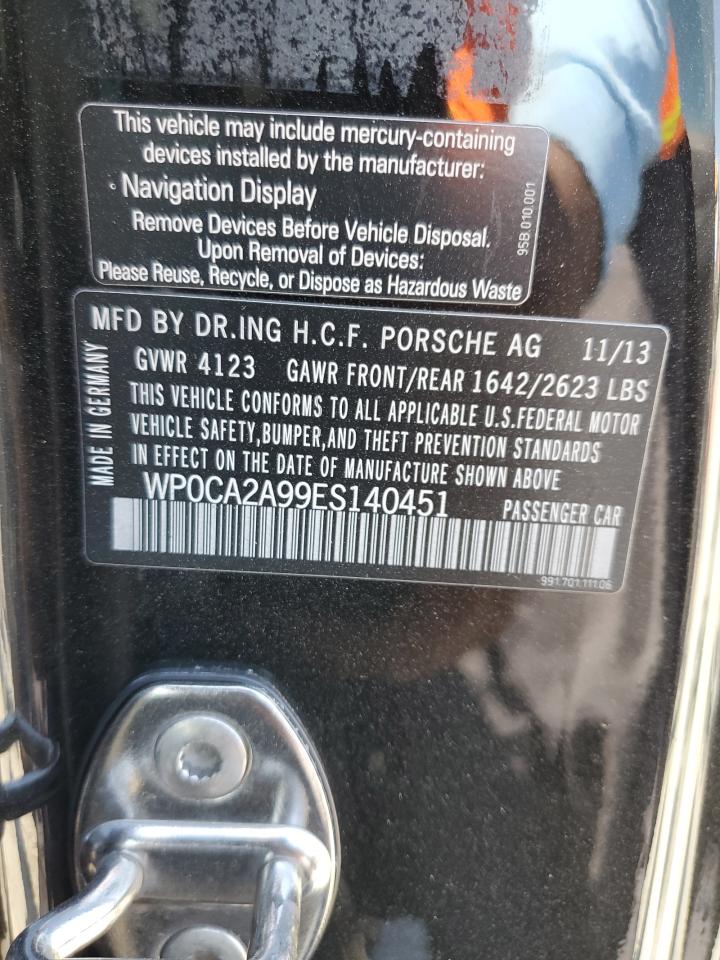 This vehicle may include mercury-containing
devices installed by the manufacturer:
• Navigation Display
Remove Devices Before Vehicle Disposal.
Upon Removal of Devices:
Please Reuse, Recycle, or Dispose as Hazardous Waste
95B.010.001
MFD BY DR.ING H.C.F. PORSCHE AG 11/13
GVWR 4123 GAWR FRONT/REAR 1642/2623 LBS
THIS VEHICLE CONFORMS TO ALL APPLICABLE U.S.FEDERAL MOTOR
VEHICLE SAFETY,BUMPER,AND THEFT PREVENTION STANDARDS
IN EFFECT ON THE DATE OF MANUFACTURE SHOWN ABOVE
WP0CA2A99ES140451 PASSENGER CAR
MADE IN GERMANY
991.701.111.06